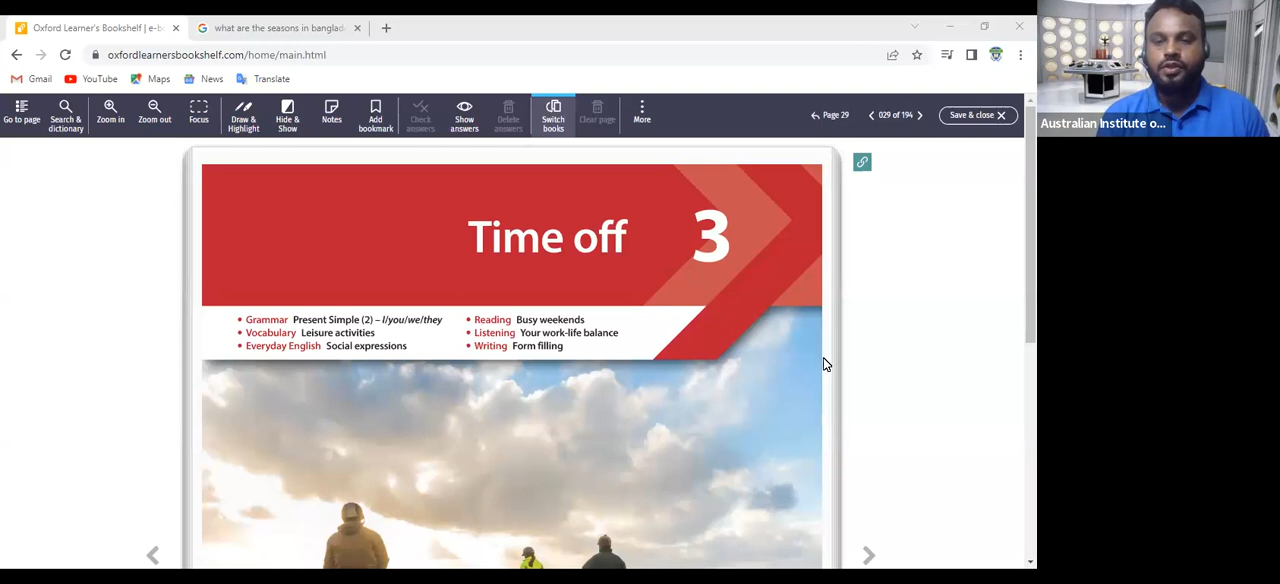 Oxford Learner's Bookshelf | e-b
what are the seasons in banglad
oxfordlearnersbookshelf.com/home/main.html
Gmail
YouTube
Maps
News
Translate
Go to page
Search & dictionary
Zoom in
Zoom out
Focus
Draw & Highlight
Hide & Show
Notes
Add bookmark
Check answers
Show answers
Delete answers
Switch books
Clear page
More
Page 29
029 of 194
Save & close
Australian Institute o...
Time off 3
• Grammar Present Simple (2) – I/you/we/they
• Vocabulary Leisure activities
• Everyday English Social expressions
• Reading Busy weekends
• Listening Your work-life balance
• Writing Form filling